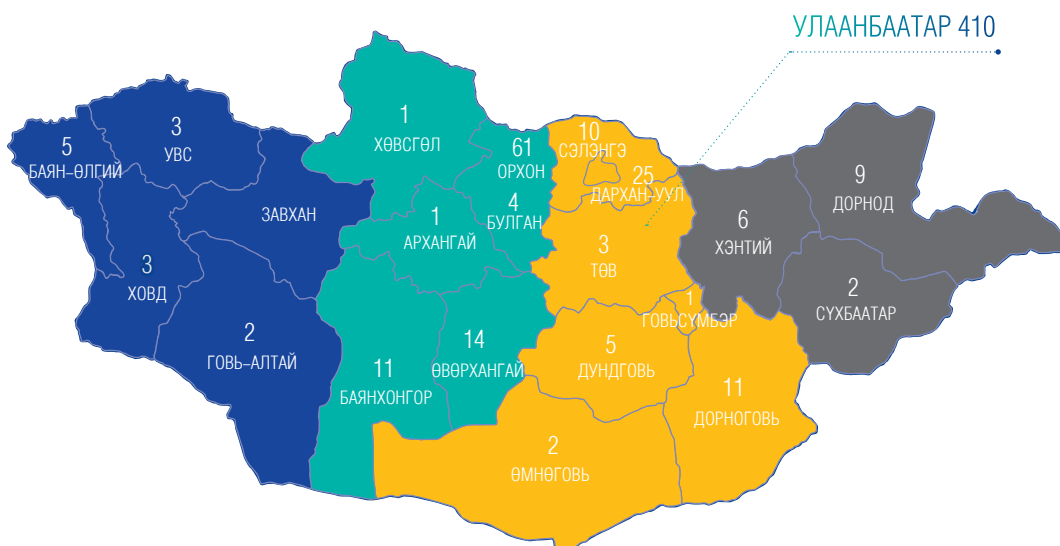 УЛААНБААТАР 410
5
БАЯН-ӨЛГИЙ
3
УВС
ЗАВХАН
3
ХОВД
2
ГОВЬ-АЛТАЙ
1
ХӨВСГӨЛ
61
ОРХОН
4
БУЛГАН
1
АРХАНГАЙ
14
ӨВӨРХАНГАЙ
11
БАЯНХОНГОР
10
СЭЛЭНГЭ
25
ДАРХАН-УУЛ
3
ТӨВ
1
ГОВЬСҮМБЭР
5
ДУНДГОВЬ
11
ДОРНОГОВЬ
2
ӨМНӨГОВЬ
6
ХЭНТИЙ
9
ДОРНОД
2
СҮХБААТАР